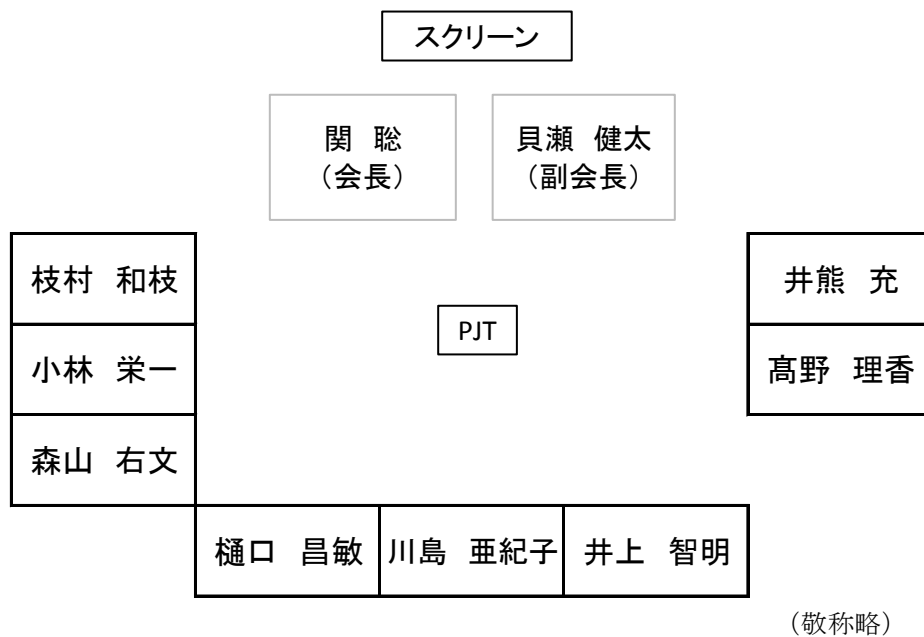 スクリーン
関 聡
（会長）
貝瀬 健太
（副会長）
枝村 和枝
小林 栄一
森山 右文
PJT
井熊 充
髙野 理香
樋口 昌敏
川島 亜紀子
井上 智明
（敬称略）